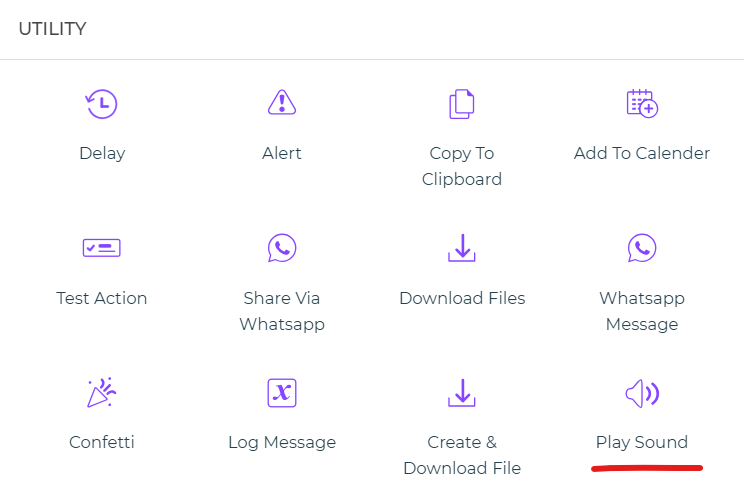 UTILITY
Delay
Alert
Copy To
Clipboard
Add To Calender
Test Action
Share Via
Whatsapp
Download Files
Whatsapp
Message
Confetti
Log Message
Create &
Download File
Play Sound